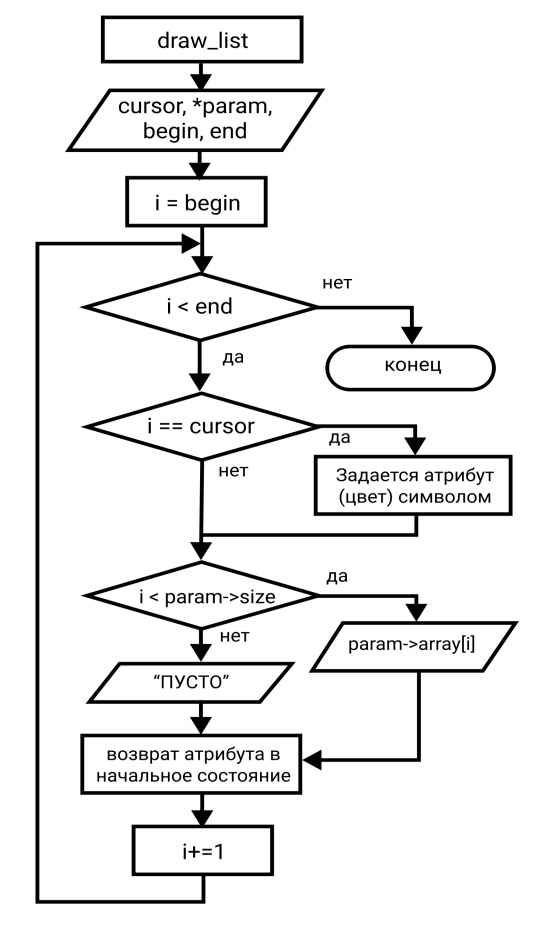 draw_list
cursor, *param,
begin, end
i = begin
i < end
нет
конец
да
i == cursor
да
нет
Задается атрибут
(цвет) символом
i < param->size
да
нет
param->array[i]
“ПУСТО”
возврат атрибута в
начальное состояние
i+=1